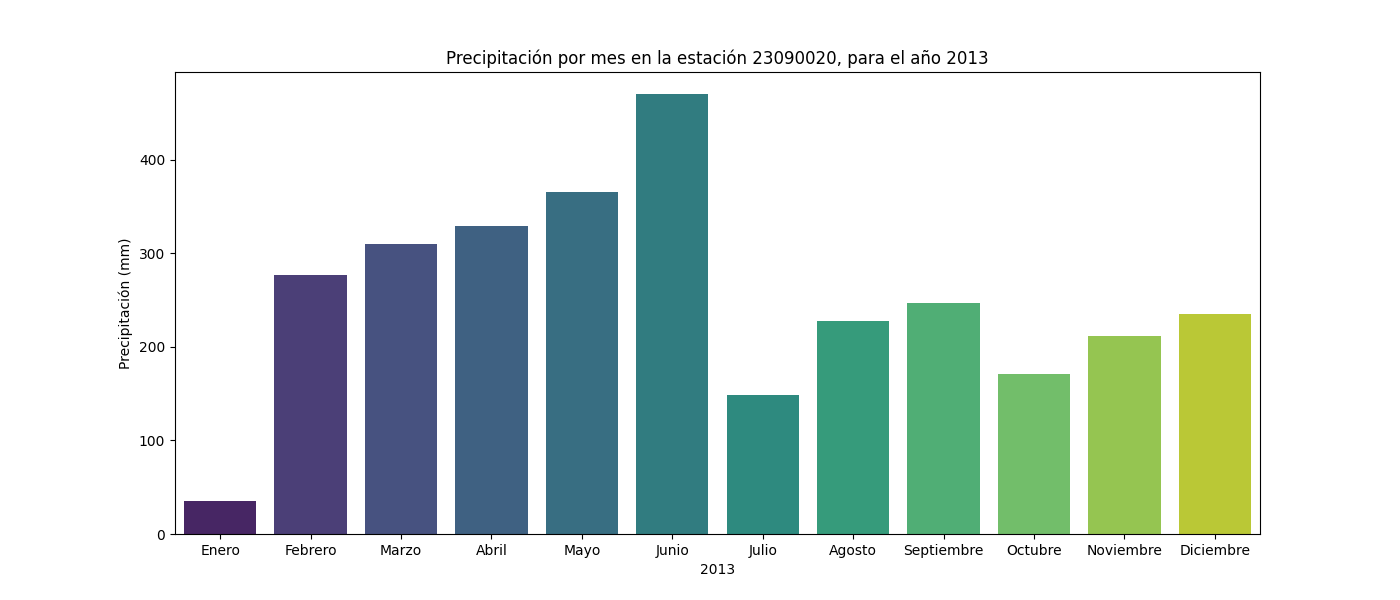 Precipitación por mes en la estación 23090020, para el año 2013
Precipitación (mm)
400
300
200
100
0
Enero Febrero Marzo Abril Mayo Junio Julio Agosto Septiembre Octubre Noviembre Diciembre
2013